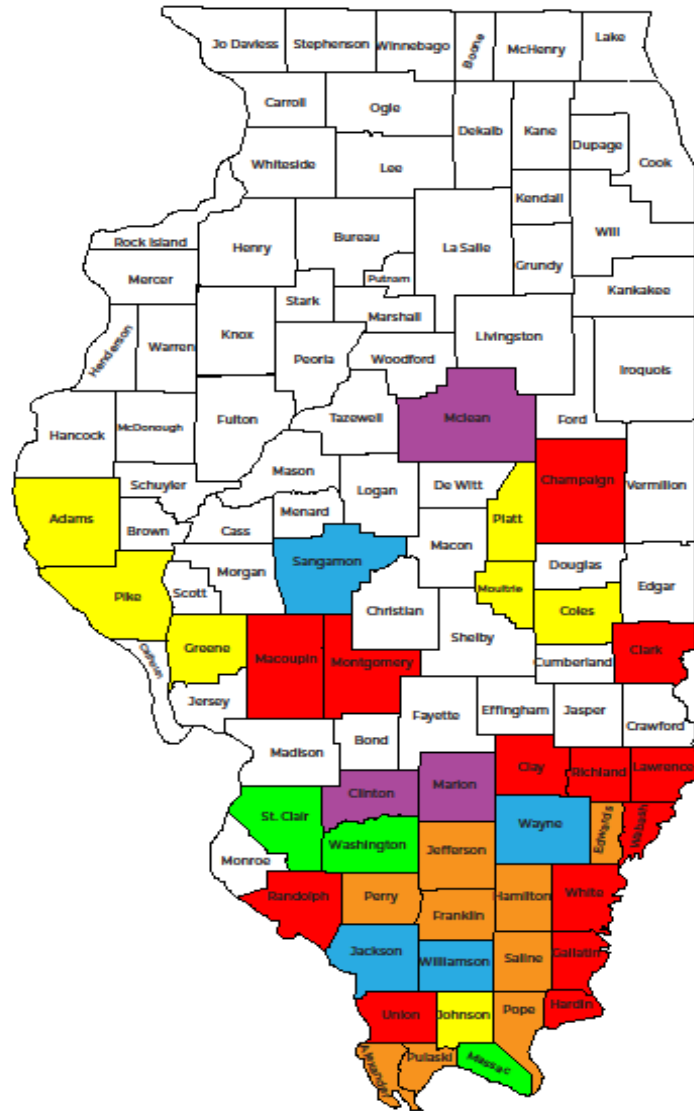 Jo Daviess
Stephenson
Winnebago
Boone
McHenry
Lake
Carroll
Ogle
Dekalb
Kane
Dupage
Cook
Whiteside
Lee
Kendall
Will
Rock Island
Henry
Bureau
La Salle
Grundy
Mercer
Putnam
Kankakee
Stark
Marshall
Henderson
Warren
Knox
Peoria
Woodford
Livingston
Iroquois
Hancock
McDonough
Fulton
Tazewell
Mclean
Ford
Mason
Schuyler
Logan
De Witt
Champaign
Vermilion
Adams
Brown
Cass
Menard
Piatt
Macon
Sangamon
Morgan
Pike
Scott
Christian
Moultrie
Douglas
Edgar
Coles
Calhoun
Greene
Macoupin
Montgomery
Shelby
Cumberland
Clark
Jersey
Fayette
Effingham
Jasper
Crawford
Madison
Bond
Clay
Richland
Lawrence
Clinton
Marion
St. Clair
Wayne
Edwards
Wabash
Washington
Jefferson
Monroe
Randolph
Perry
Franklin
Hamilton
White
Jackson
Williamson
Saline
Gallatin
Union
Johnson
Pope
Hardin
Alexander
Pulaski
Massac